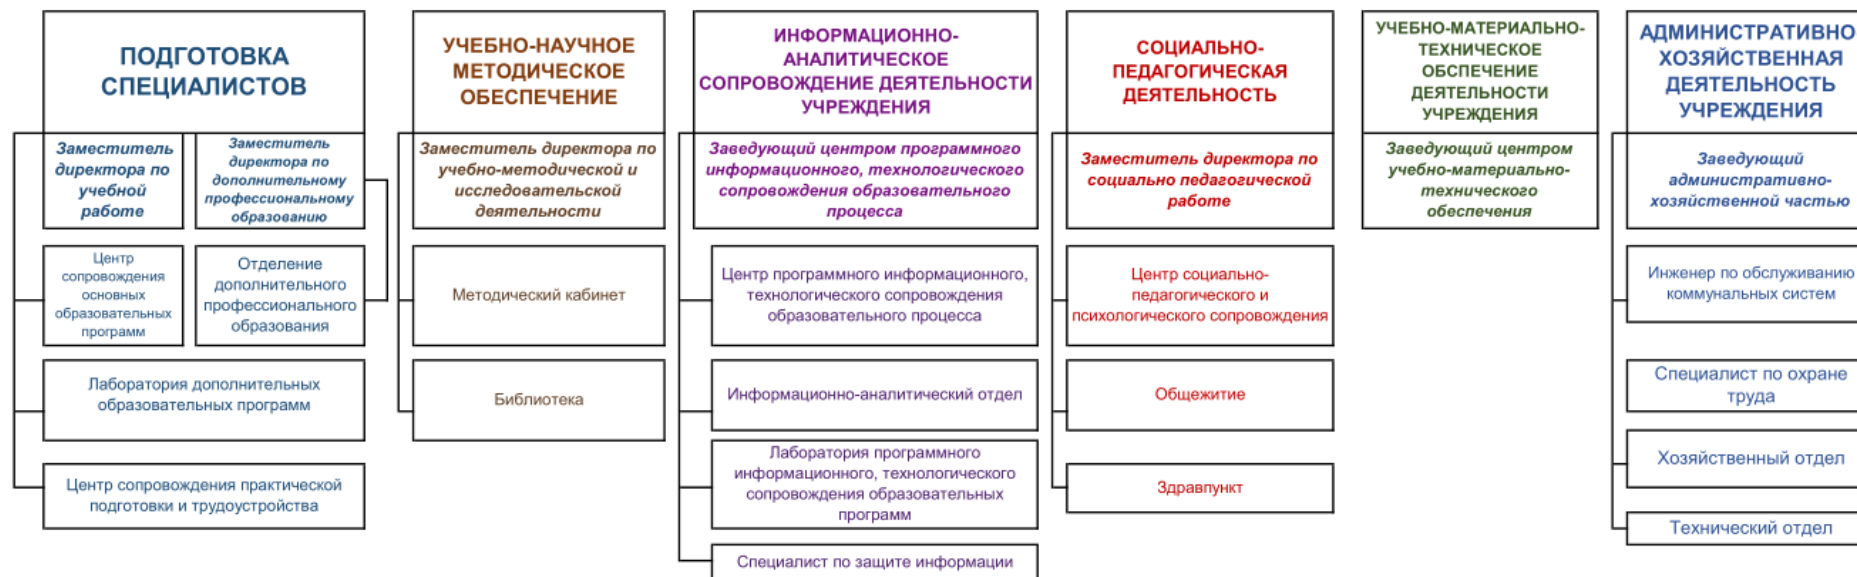 ПОДГОТОВКА
СПЕЦИАЛИСТОВ
Заместитель
директора по
учебной
работе
Заместитель
директора по
дополнительному
профессиональному
образованию
Центр
сопровождения
основных
образовательных
программ
Отделение
дополнительного
профессионального
образования
Лаборатория дополнительных
образовательных программ
Центр сопровождения практической
подготовки и трудоустройства
УЧЕБНО-НАУЧНОЕ
МЕТОДИЧЕСКОЕ
ОБЕСПЕЧЕНИЕ
Заместитель директора по
учебно-методической и
исследовательской
деятельности
Методический кабинет
Библиотека
ИНФОРМАЦИОННО-
АНАЛИТИЧЕСКОЕ
СОПРОВОЖДЕНИЕ ДЕЯТЕЛЬНОСТИ
УЧРЕЖДЕНИЯ
Заведующий центром программного
информационного, технологического
сопровождения образовательного
процесса
Центр программного информационного,
технологического сопровождения
образовательного процесса
Информационно-аналитический отдел
Лаборатория программного
информационного, технологического
сопровождения образовательных
программ
Специалист по защите информации
СОЦИАЛЬНО-
ПЕДАГОГИЧЕСКАЯ
ДЕЯТЕЛЬНОСТЬ
Заместитель директора по
социально педагогической
работе
Центр социально-
педагогического и
психологического сопровождения
Общежитие
Здравпункт
УЧЕБНО-МАТЕРИАЛЬНО-
ТЕХНИЧЕСКОЕ
ОБСПЕЧЕНИЕ
ДЕЯТЕЛЬНОСТИ
УЧРЕЖДЕНИЯ
Заведующий центром
учебно-материально-
технического
обеспечения
АДМИНИСТРАТИВНО-
ХОЗЯЙСТВЕННАЯ
ДЕЯТЕЛЬНОСТЬ
УЧРЕЖДЕНИЯ
Заведующий
административно-
хозяйственной частью
Инженер по обслуживанию
коммунальных систем
Специалист по охране
труда
Хозяйственный отдел
Технический отдел